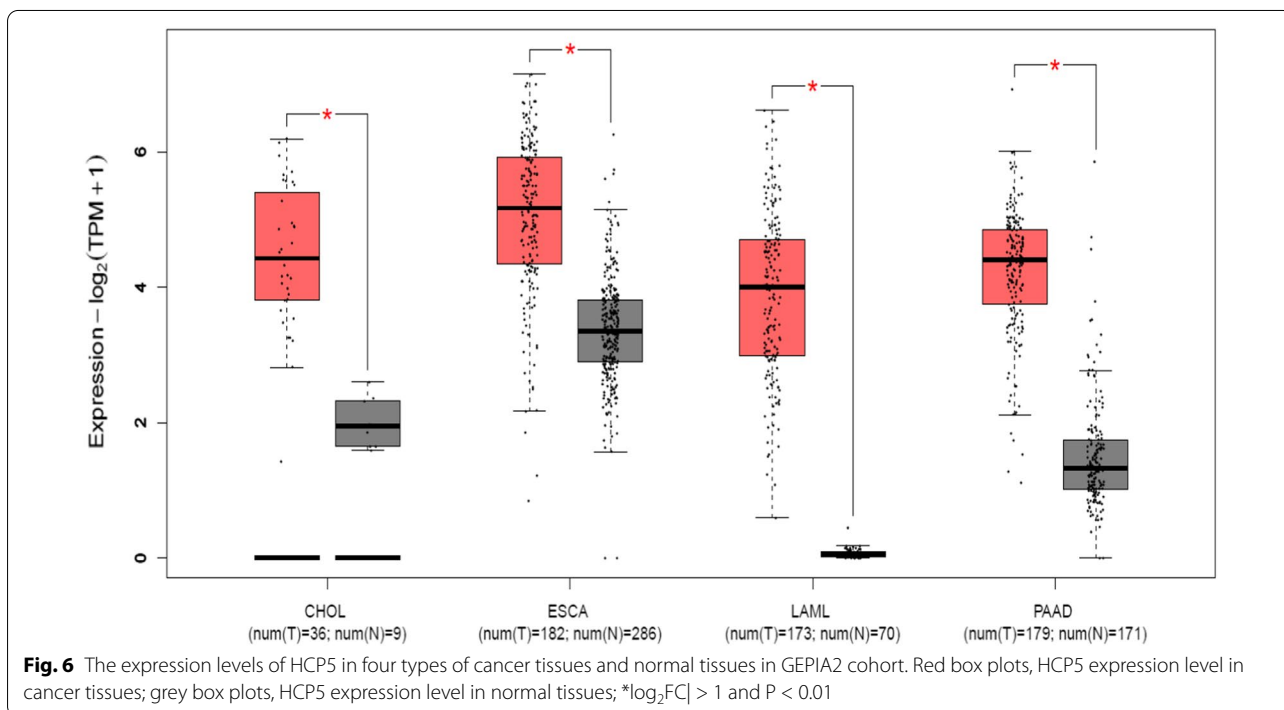 Expression − log₂(TPM + 1)
6
4
2
0
*
*
*
*
CHOL
(num(T)=36; num(N)=9)
ESCA
(num(T)=182; num(N)=286)
LAML
(num(T)=173; num(N)=70)
PAAD
(num(T)=179; num(N)=171)
Fig. 6 The expression levels of HCP5 in four types of cancer tissues and normal tissues in GEPIA2 cohort. Red box plots, HCP5 expression level in
cancer tissues; grey box plots, HCP5 expression level in normal tissues; *log₂FC| > 1 and P < 0.01